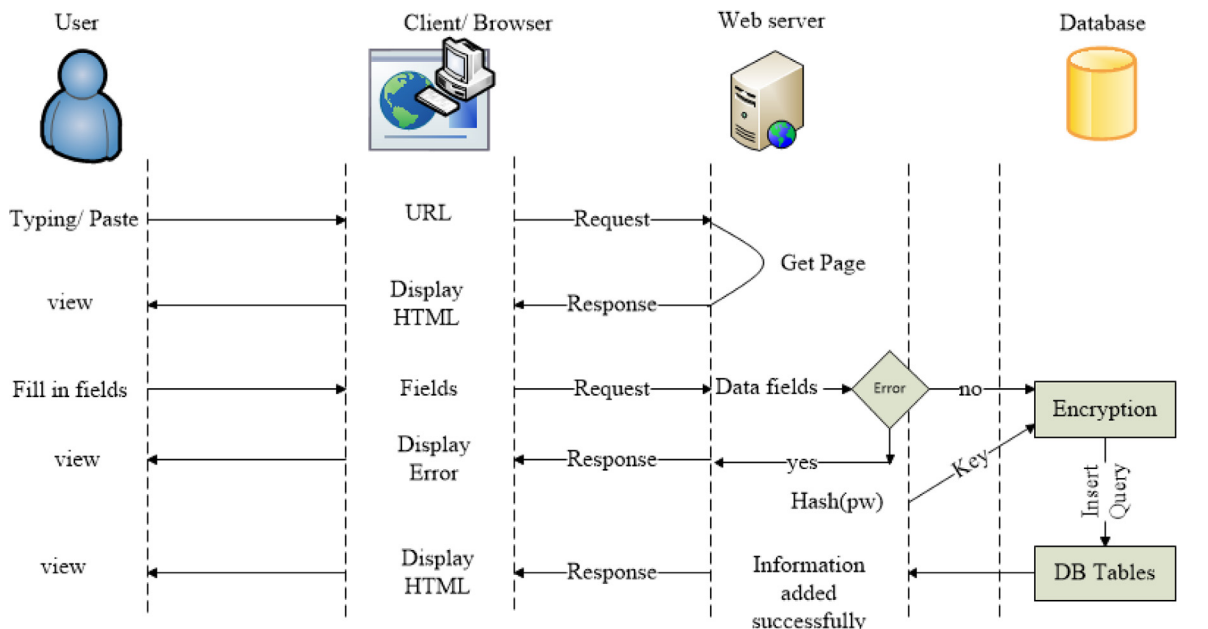 User
Client/ Browser
Web server
Database
Typing/ Paste
URL
Request
Get Page
view
Display
HTML
Response
Fill in fields
Fields
Request
Data fields
Error
no
Encryption
view
Display
Error
Response
yes
Key
Hash(pw)
Insert
Query
view
Display
HTML
Response
Information
added
successfully
DB Tables